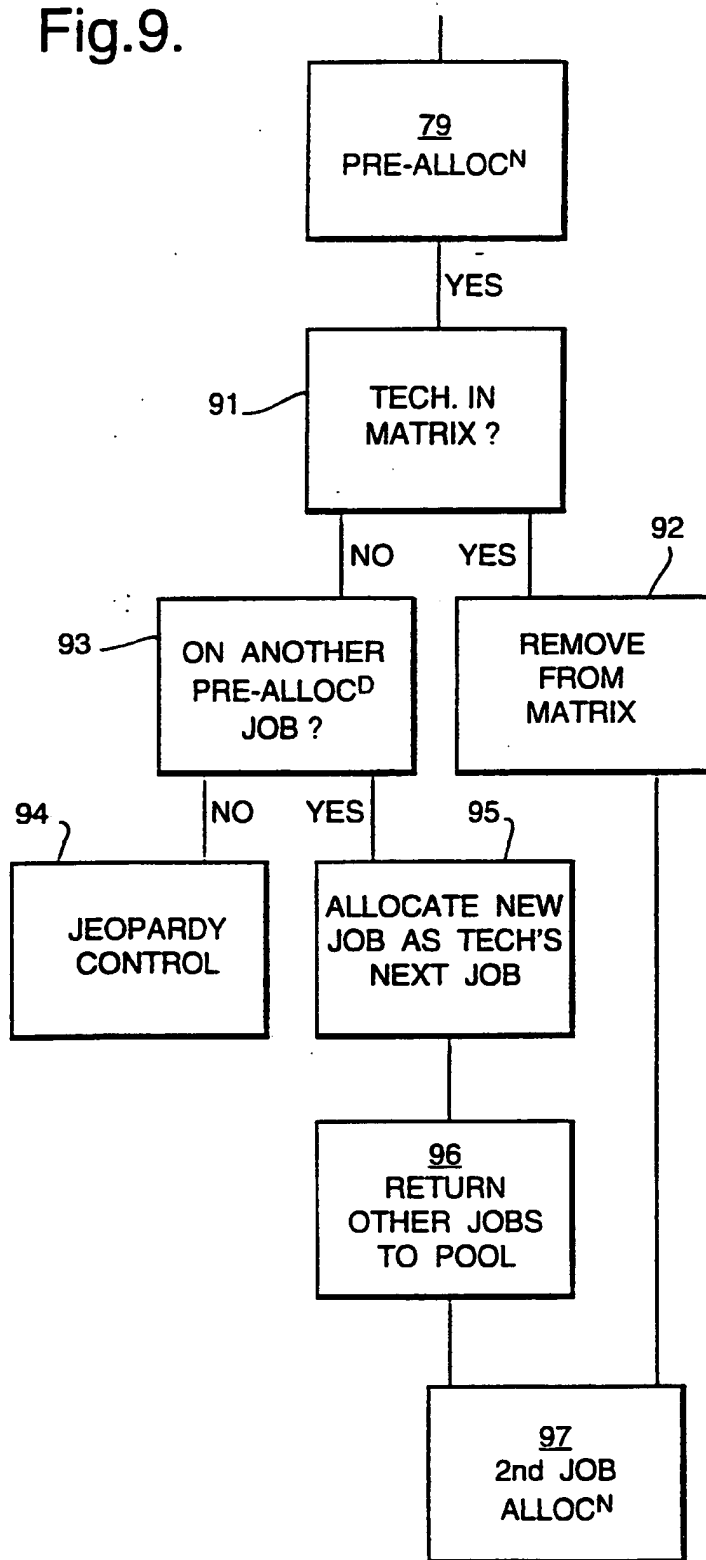 Fig.9.
79
PRE-ALLOCN
YES
91
TECH. IN
MATRIX ?
NO
YES
92
93
ON ANOTHER
PRE-ALLOCD
JOB ?
REMOVE
FROM
MATRIX
94
NO
YES
95
JEOPARDY
CONTROL
ALLOCATE NEW
JOB AS TECH'S
NEXT JOB
96
RETURN
OTHER JOBS
TO POOL
97
2nd JOB
ALLOCN